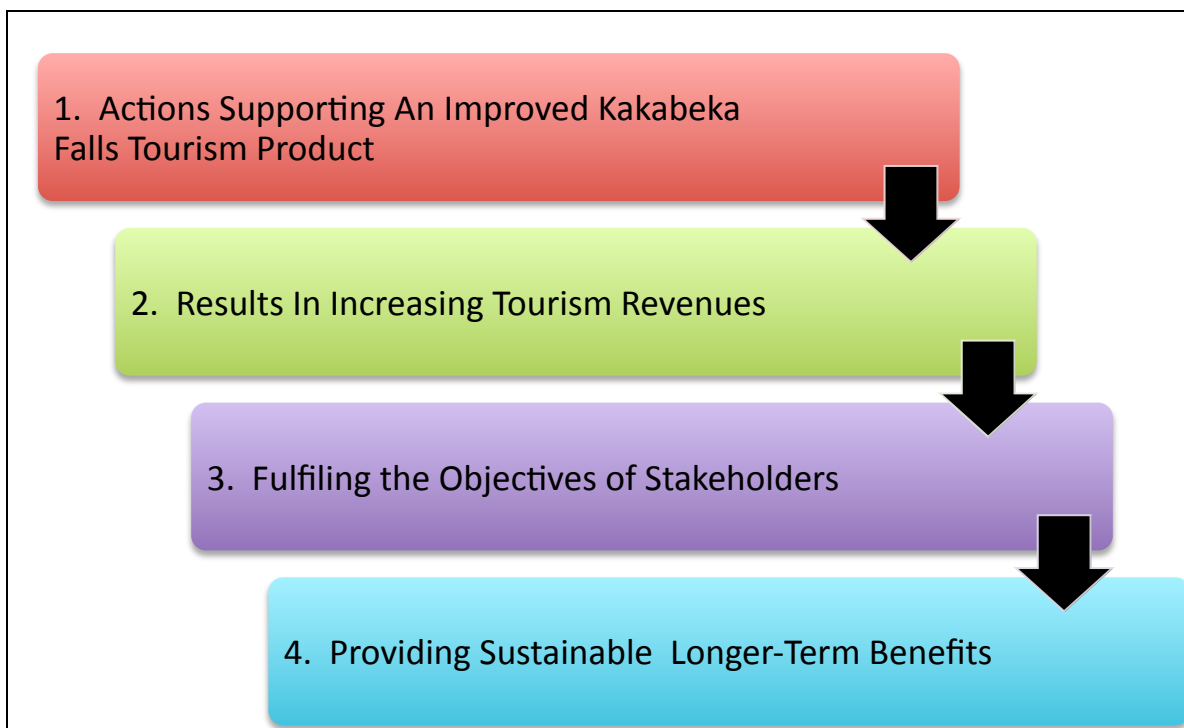 1.  Actions Supporting An Improved Kakabeka
Falls Tourism Product
2.  Results In Increasing Tourism Revenues
3.  Fulfiling the Objectives of Stakeholders
4.  Providing Sustainable  Longer-Term Benefits